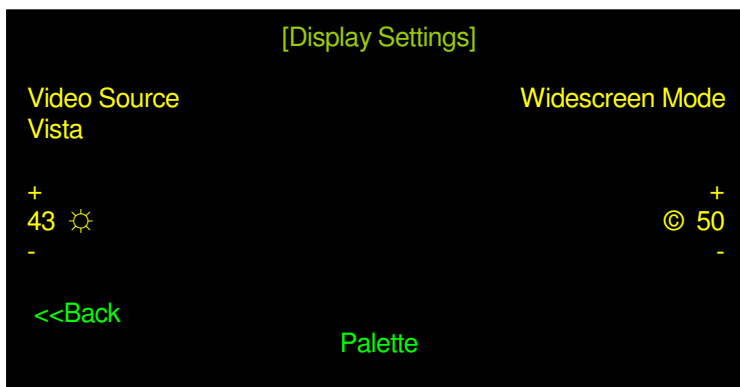 [Display Settings]
Video Source Widescreen Mode
Vista
+ +
43 ☼ © 50
- -
<<Back
Palette